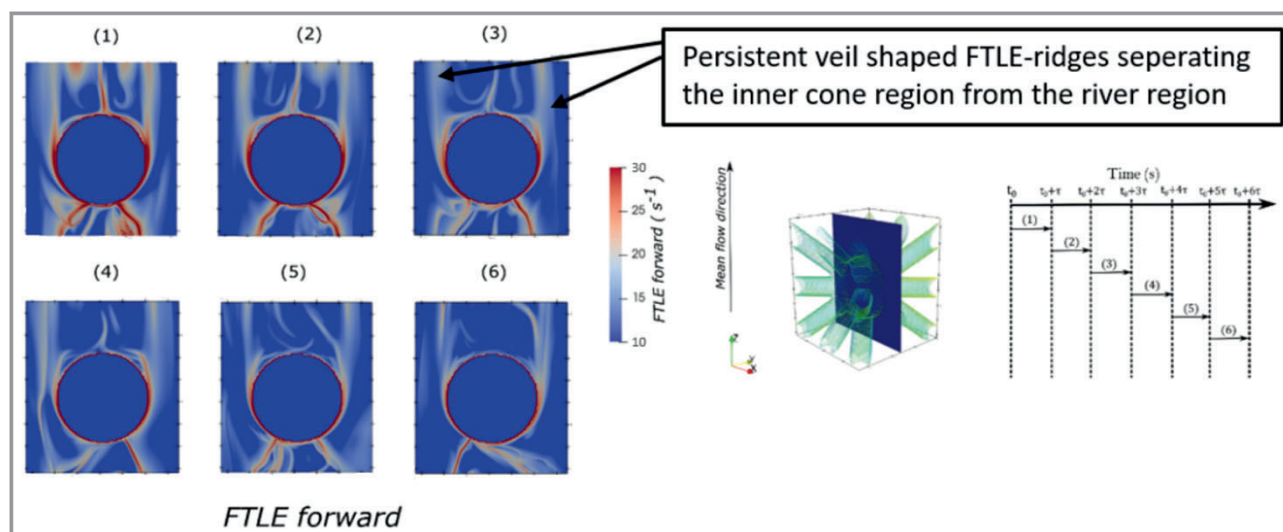 (1)
(2)
(3)
Persistent veil shaped FTLE-ridges seperating
the inner cone region from the river region
30
25
20
15
10
FTLE forward ( s⁻¹ )
Mean flow direction
Z
Y
X
Time (s)
t₀ t₀+τ t₀+2τ t₀+3τ t₀+4τ t₀+5τ t₀+6τ
(1)
(2)
(3)
(4)
(5)
(6)
(4)
(5)
(6)
FTLE forward